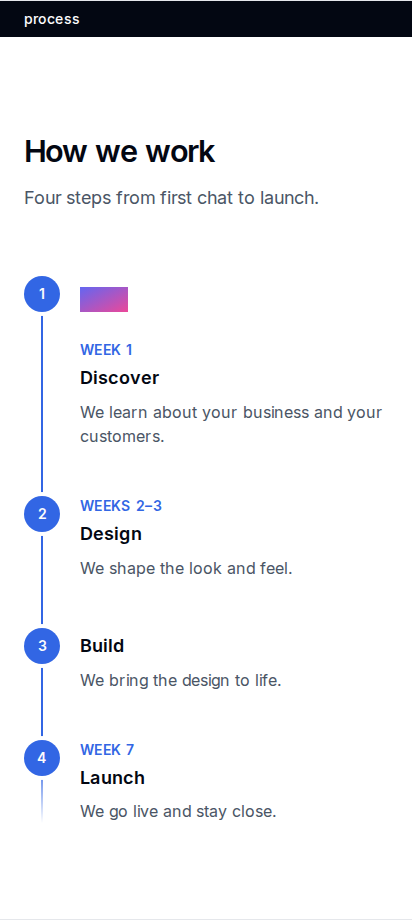 process
How we work
Four steps from first chat to launch.
1
WEEK 1
Discover
We learn about your business and your
customers.
2
WEEKS 2–3
Design
We shape the look and feel.
3
Build
We bring the design to life.
4
WEEK 7
Launch
We go live and stay close.